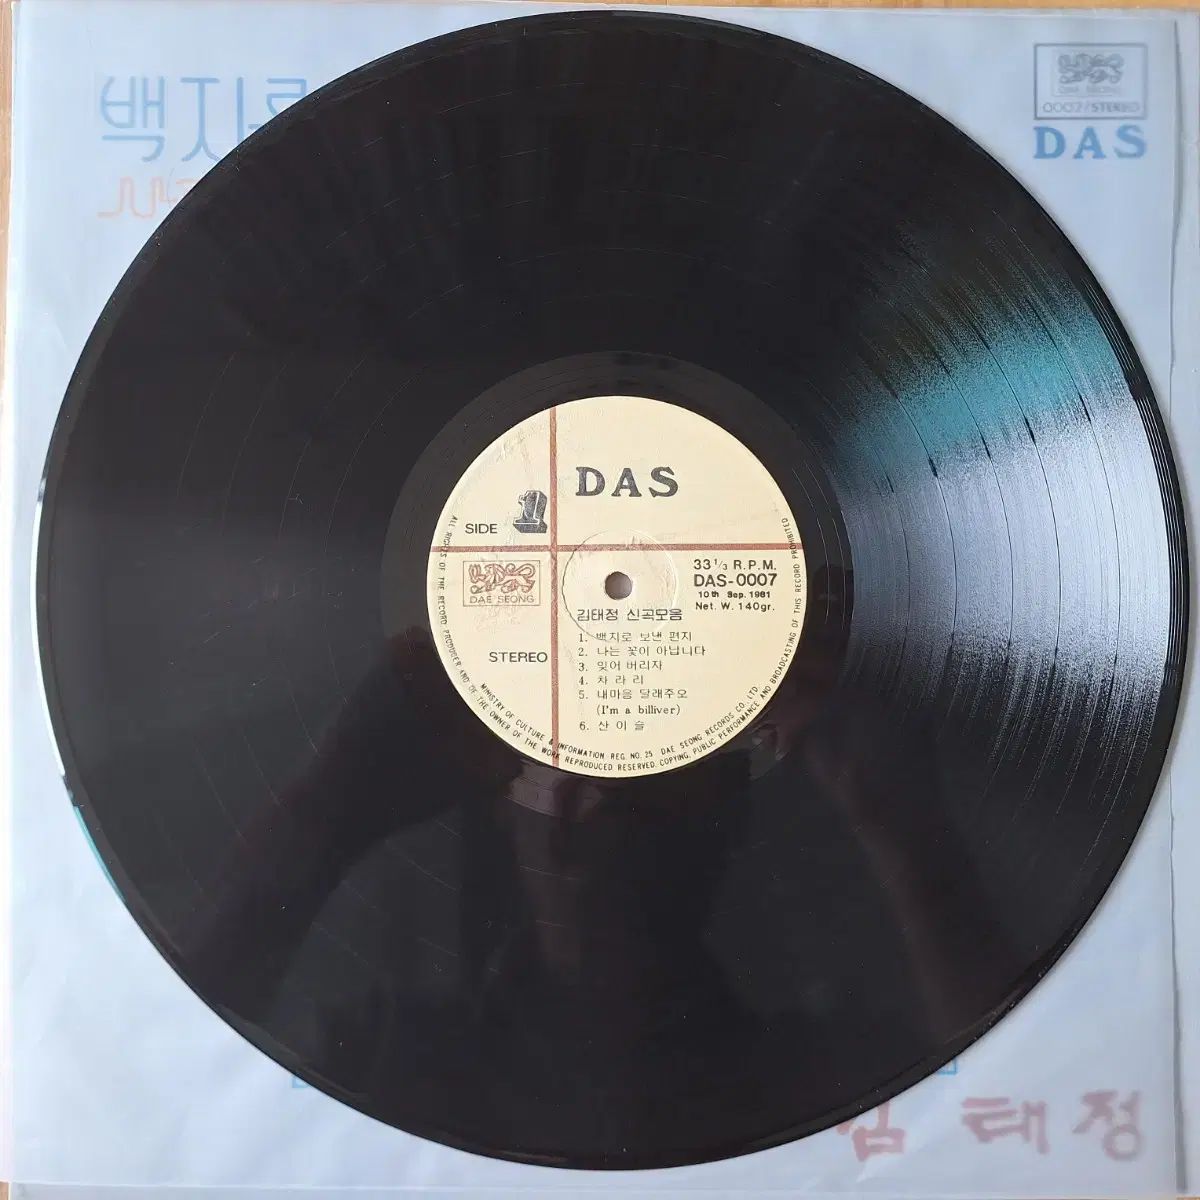 백지로
DAE SEONG
0007/STEREO
DAS
DAS
SIDE 1
33 1/3 R.P.M.
DAS-0007
10th Sep. 1981
Net. W. 140gr.
DAE SEONG
STEREO
김태정 신곡모음
1. 백지로 보낸 편지
2. 나는 꽃이 아닙니다
3. 잊어 버리자
4. 차 라 리
5. 내마음 달래주오
(I'm a billiver)
6. 산 이 슬
ALL RIGHTS OF THE RECORD PRODUCER AND OF THE OWNER OF THE WORK REPRODUCED RESERVED. COPYING, PUBLIC PERFORMANCE AND BROADCASTING OF THIS RECORD PROHIBITED
MINISTRY OF CULTURE & INFORMATION REG. NO. 25 DAE SEONG RECORDS CO. LTD.
김 태 정